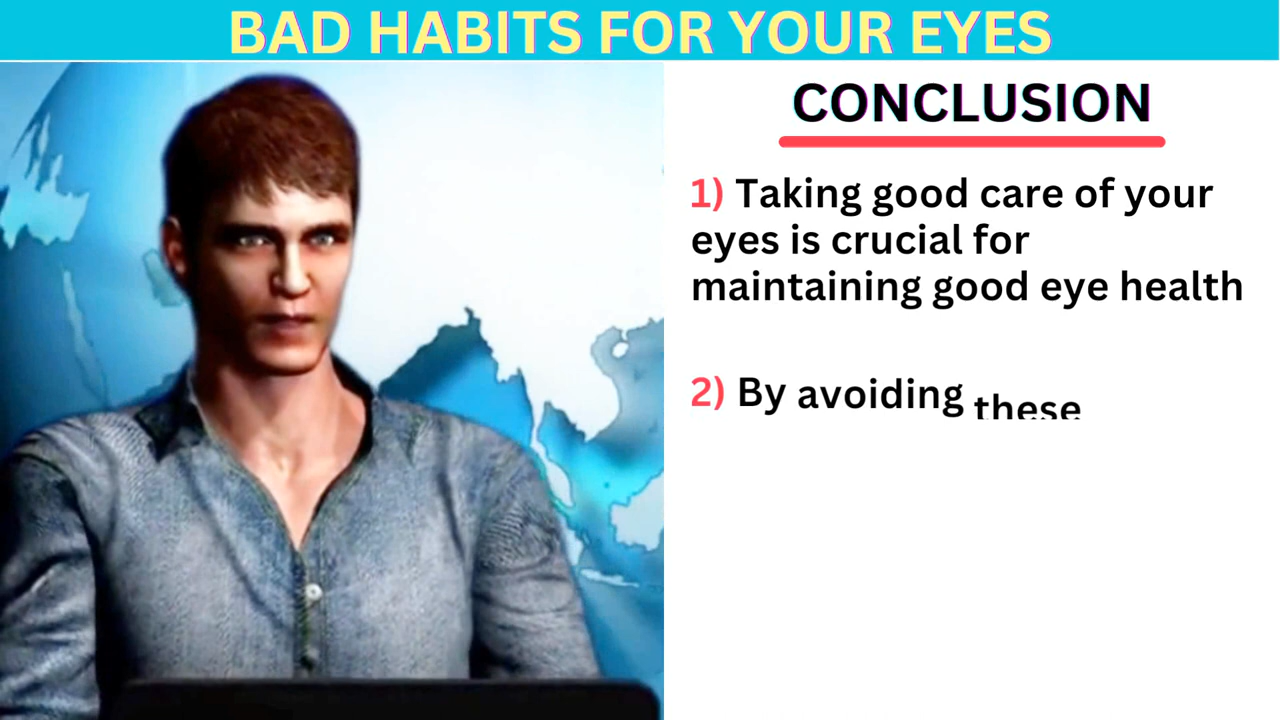 BAD HABITS FOR YOUR EYES
CONCLUSION
1) Taking good care of your
eyes is crucial for
maintaining good eye health
2) By avoiding these